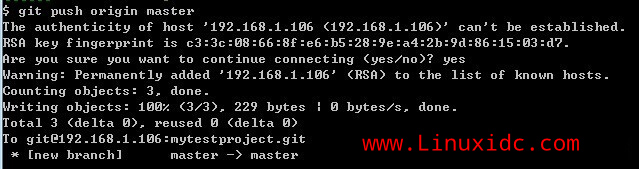 $ git push origin master
The authenticity of host '192.168.1.106 (192.168.1.106)' can't be established.
RSA key fingerprint is c3:3c:08:66:8f:e6:b5:28:9e:a4:2b:9d:86:15:03:d7.
Are you sure you want to continue connecting (yes/no)? yes
Warning: Permanently added '192.168.1.106' (RSA) to the list of known hosts.
Counting objects: 3, done.
Writing objects: 100% (3/3), 229 bytes | 0 bytes/s, done.
Total 3 (delta 0), reused 0 (delta 0)
To git@192.168.1.106:mytestproject.git
 * [new branch]      master -> master
www.Linuxidc.com